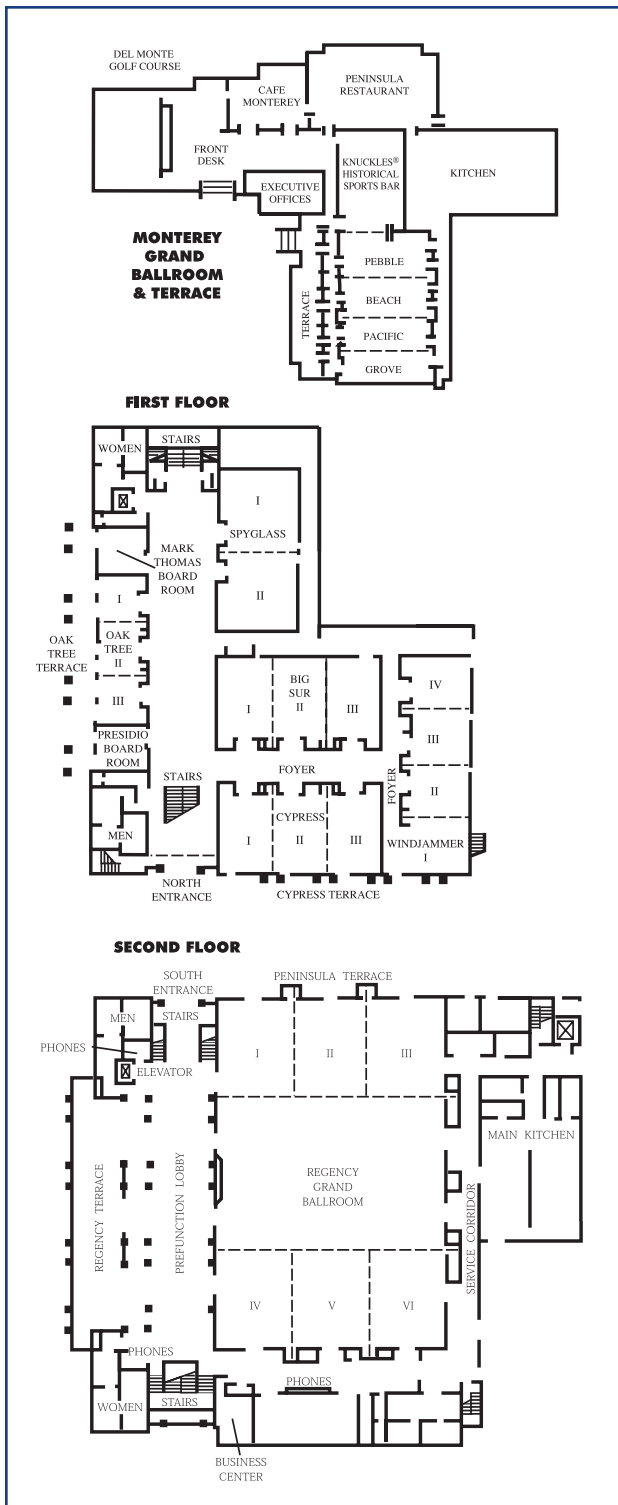 DEL MONTE
GOLF COURSE
CAFE
MONTEREY
PENINSULA
RESTAURANT
FRONT
DESK
KNUCKLES®
HISTORICAL
SPORTS BAR
KITCHEN
EXECUTIVE
OFFICES
MONTEREY
GRAND
BALLROOM
& TERRACE
TERRACE
PEBBLE
BEACH
PACIFIC
GROVE
FIRST FLOOR
WOMEN
STAIRS
I
SPYGLASS
II
MARK
THOMAS
BOARD
ROOM
OAK
TREE
TERRACE
I
OAK
TREE
II
III
PRESIDIO
BOARD
ROOM
BIG
SUR
I
II
III
IV
III
II
FOYER
FOYER
STAIRS
MEN
CYPRESS
I
II
III
WINDJAMMER
I
NORTH
ENTRANCE
CYPRESS TERRACE
SECOND FLOOR
SOUTH
ENTRANCE
PENINSULA TERRACE
MEN
STAIRS
PHONES
ELEVATOR
I
II
III
MAIN KITCHEN
REGENCY TERRACE
PREFUNCTION LOBBY
REGENCY
GRAND
BALLROOM
SERVICE CORRIDOR
IV
V
VI
PHONES
PHONES
WOMEN
STAIRS
BUSINESS
CENTER